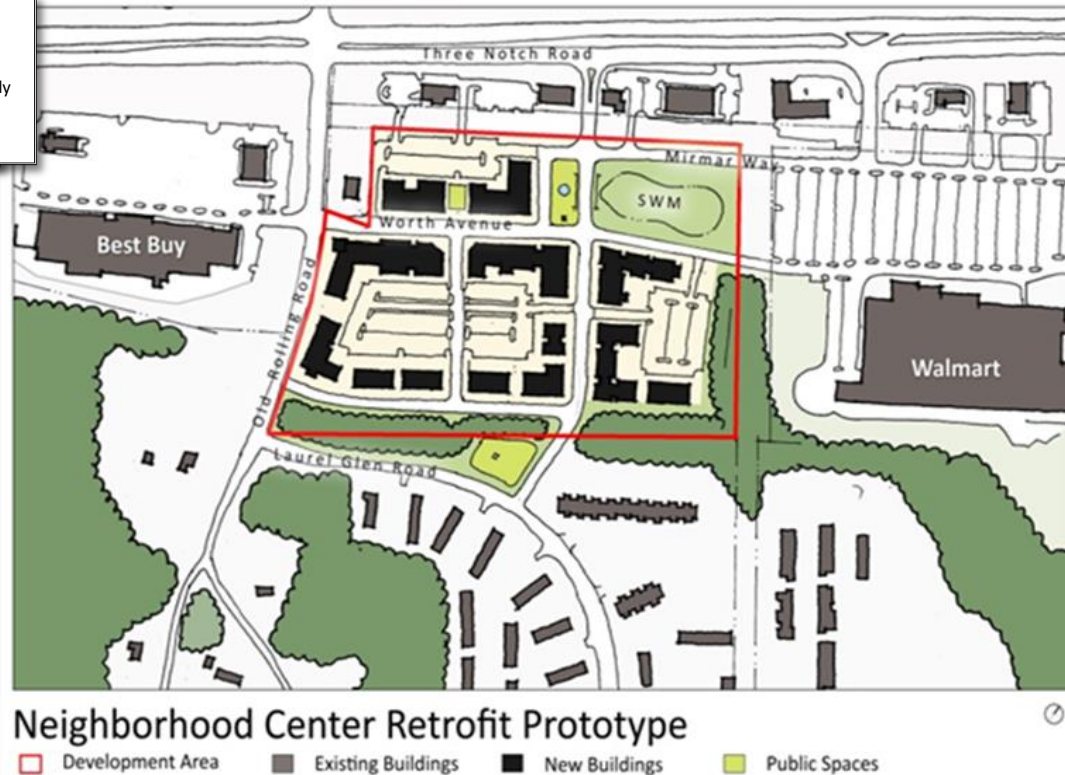 ly
Three Notch Road
Mirmar Way
SWM
Worth Avenue
Best Buy
Old Rolling Road
Walmart
Laurel Glen Road
Neighborhood Center Retrofit Prototype
Development Area
Existing Buildings
New Buildings
Public Spaces